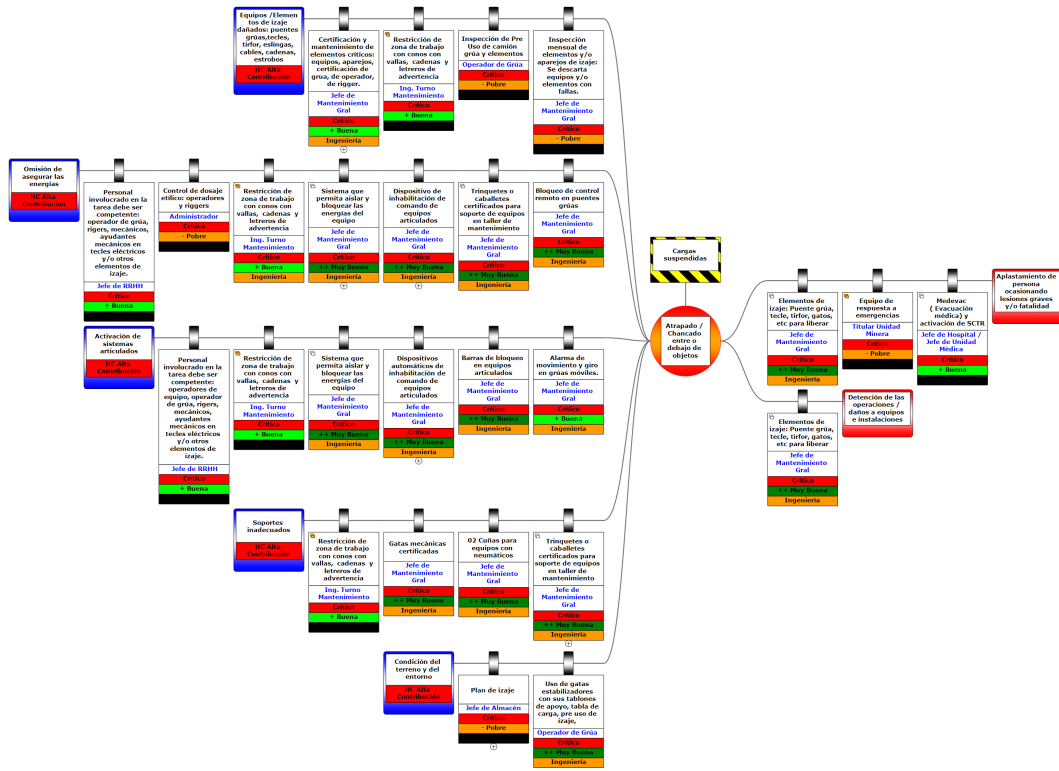 Equipos /Elemen
tos de izaje
dañados: puentes
grúas,tecles,
tirfor, eslingas,
cables, cadenas,
estrobos
HC Alta
Contribución
Certificación y
mantenimiento de
elementos críticos:
equipos, aparejos,
certificación de
grua, de operador,
de rigger.
Jefe de
Mantenimiento
Gral
Crítico
+ Buena
Ingeniería
Restricción de
zona de trabajo
con conos con
vallas, cadenas y
letreros de
advertencia
Ing. Turno
Mantenimiento
Crítico
+ Buena
Inspección de Pre
Uso de camión
grúa y elementos
Operador de Grúa
Crítico
- Pobre
Inspección
mensual de
elementos y/o
aparejos de izaje:
Se descarta
equipos y/o
elementos con
fallas.
Jefe de
Mantenimiento
Gral
Crítico
- Pobre
Omisión de
asegurar las
energías
HC Alta
Contribución
Personal
involucrado en la
tarea debe ser
competente:
operador de grúa,
rigers, mecánicos,
ayudantes
mecánicos en
tecles eléctricos
y/o otros
elementos de
izaje.
Jefe de RRHH
Crítico
+ Buena
Control de dosaje
etílico: operadores
y riggers
Administrador
Crítico
- Pobre
Restricción de
zona de trabajo
con conos con
vallas, cadenas y
letreros de
advertencia
Ing. Turno
Mantenimiento
Crítico
+ Buena
Ingeniería
Sistema que
permita aislar y
bloquear las
energías del
equipo
Jefe de
Mantenimiento
Gral
Crítico
++ Muy Buena
Ingeniería
Dispositivo de
inhabilitación de
comando de
equipos
articulados
Jefe de
Mantenimiento
Gral
Crítico
++ Muy Buena
Ingeniería
Trinquetes o
caballetes
certificados para
soporte de equipos
en taller de
mantenimiento
Jefe de
Mantenimiento
Gral
Crítico
++ Muy Buena
Ingeniería
Bloqueo de control
remoto en puentes
grúas
Jefe de
Mantenimiento
Gral
Crítico
++ Muy Buena
Ingeniería
Activación de
sistemas
articulados
HC Alta
Contribución
Personal
involucrado en la
tarea debe ser
competente:
operadores de
equipo, operador
de grúa, rigers,
mecánicos,
ayudantes
mecánicos en
tecles eléctricos
y/o otros
elementos de
izaje.
Jefe de RRHH
Crítico
+ Buena
Restricción de
zona de trabajo
con conos con
vallas, cadenas y
letreros de
advertencia
Ing. Turno
Mantenimiento
Crítico
+ Buena
Sistema que
permita aislar y
bloquear las
energías del equipo
Jefe de
Mantenimiento
Gral
Crítico
++ Muy Buena
Ingeniería
Dispositivos
automáticos de
inhabilitación de
comando de
equipos articulados
Jefe de
Mantenimiento
Gral
Crítico
++ Muy Buena
Ingeniería
Barras de bloqueo
en equipos
articulados
Jefe de
Mantenimiento
Gral
Crítico
++ Muy Buena
Ingeniería
Alarma de
movimiento y giro
en grúas móviles.
Jefe de
Mantenimiento
Gral
Crítico
+ Buena
Ingeniería
Soportes
inadecuados
HC Alta
Contribución
Restricción de
zona de trabajo
con conos con
vallas, cadenas y
letreros de
advertencia
Ing. Turno
Mantenimiento
Crítico
+ Buena
Gatas mecánicas
certificadas
Jefe de
Mantenimiento
Gral
Crítico
++ Muy Buena
Ingeniería
02 Cuñas para
equipos con
neumáticos
Jefe de
Mantenimiento
Gral
Crítico
++ Muy Buena
Ingeniería
Trinquetes o
caballetes
certificados para
soporte de equipos
en taller de
mantenimiento
Jefe de
Mantenimiento
Gral
Crítico
++ Muy Buena
Ingeniería
Condición del
terreno y del
entorno
HC Alta
Contribución
Plan de izaje
Jefe de Almacén
Crítico
- Pobre
Uso de gatas
estabilizadores
con sus tablones
de apoyo, tabla de
carga, pre uso de
izaje,
Operador de Grúa
Crítico
++ Muy Buena
Ingeniería
Cargas
suspendidas
Atrapado /
Chancado
entre o
debajo de
objetos
Elementos de
izaje: Puente grúa,
tecle, tirfor, gatos,
etc para liberar
Jefe de
Mantenimiento
Gral
Crítico
++ Muy Buena
Ingeniería
Equipo de
respuesta a
emergencias
Titular Unidad
Minera
Crítico
- Pobre
Medevac
( Evacuación
médica) y
activación de SCTR
Jefe de Hospital /
Jefe de Unidad
Médica
Crítico
+ Buena
Aplastamiento de
persona
ocasionando
lesiones graves
y/o fatalidad
Elementos de
izaje: Puente grúa,
tecle, tirfor, gatos,
etc para liberar
Jefe de
Mantenimiento
Gral
Crítico
++ Muy Buena
Ingeniería
Detención de las
operaciones /
daños a equipos
e instalaciones